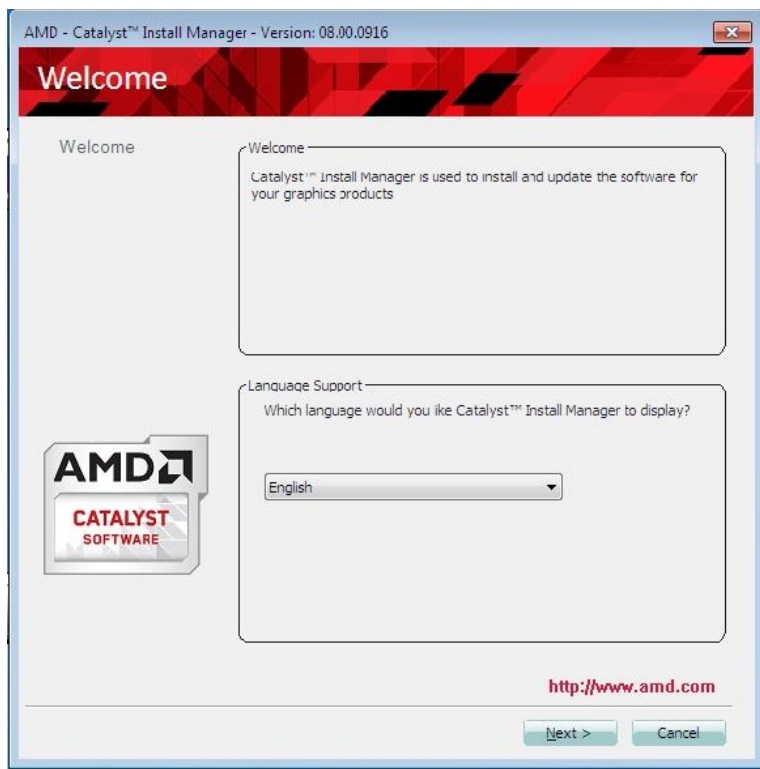 AMD - Catalyst™ Install Manager - Version: 08.00.0916
Welcome
Welcome
Welcome
Catalyst™ Install Manager is used to install and update the software for
your graphics products
Language Support
Which language would you ike Catalyst™ Install Manager to display?
English
AMD
CATALYST
SOFTWARE
http://www.amd.com
Next >
Cancel